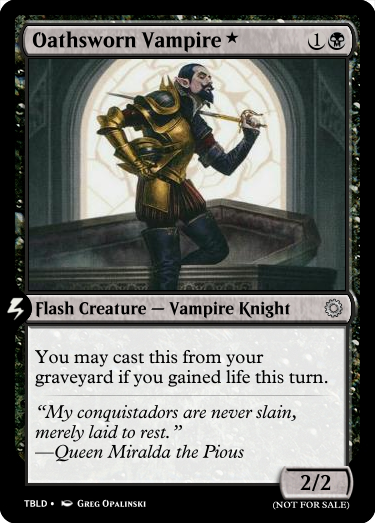 Oathsworn Vampire ★ 1
Flash Creature — Vampire Knight
You may cast this from your
graveyard if you gained life this turn.
“My conquistadors are never slain,
merely laid to rest.”
—Queen Miralda the Pious
2/2
TBLD • Greg Opalinski (NOT FOR SALE)